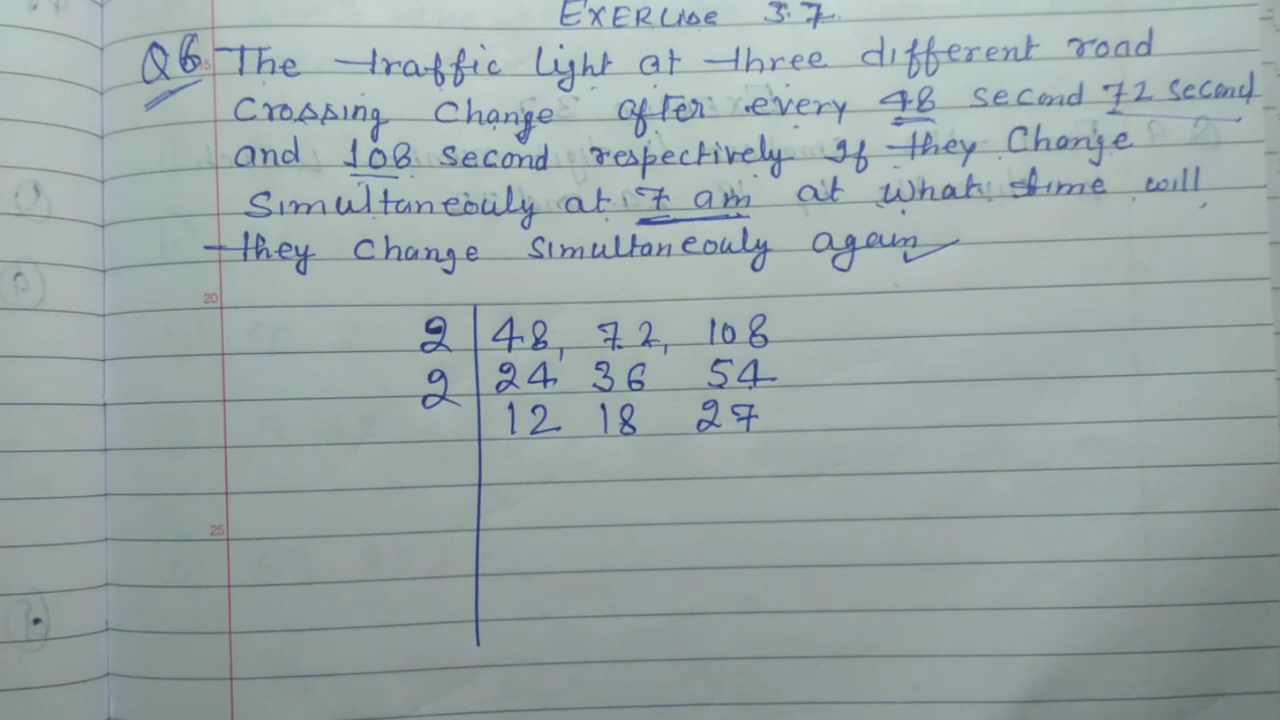 EXERCISE 3.7
Q6 The traffic light at three different road
Crossing Change after every 48 second 72 second
and 108 second respectively If they Change
Simultaneouly at 7 am at what time will
they change simultaneouly again
20
2 48, 72, 108
2 24 36 54
12 18 27
25